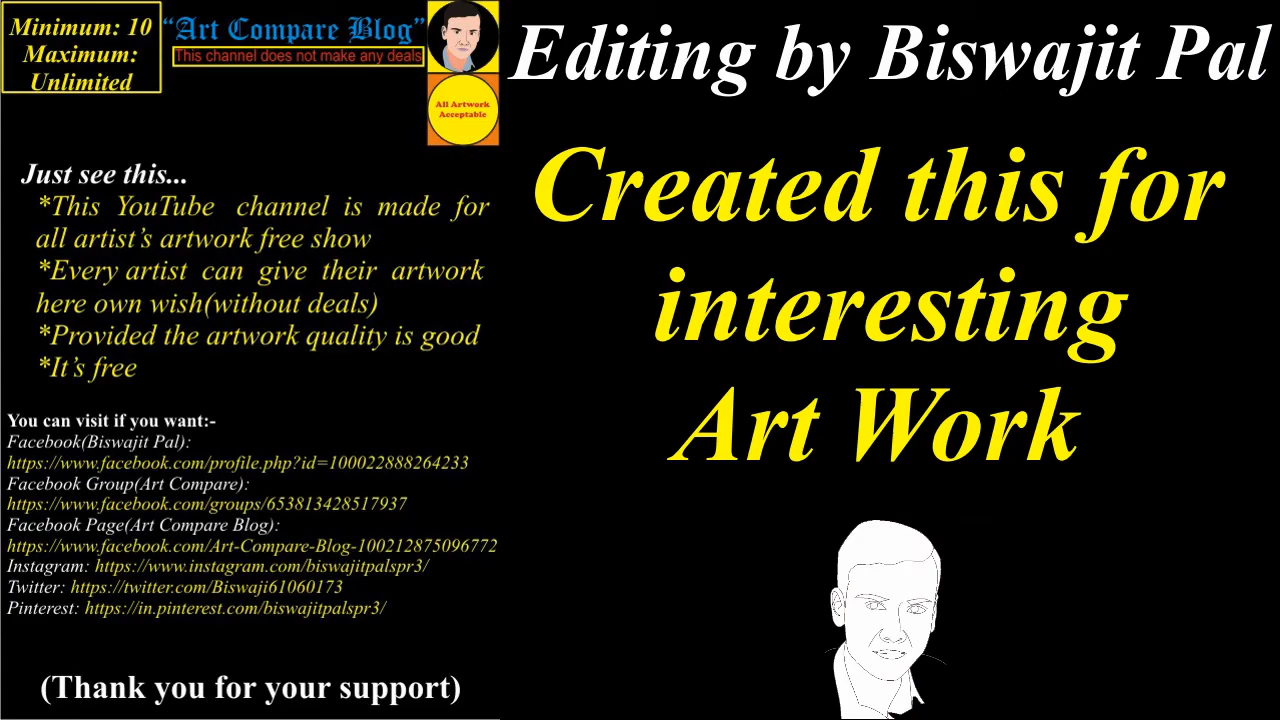 Minimum: 10
Maximum:
Unlimited
“Art Compare Blog”
This channel does not make any deals
All Artwork
Acceptable
Just see this...
*This YouTube channel is made for
all artist’s artwork free show
*Every artist can give their artwork
here own wish(without deals)
*Provided the artwork quality is good
*It’s free
You can visit if you want:-
Facebook(Biswajit Pal):
https://www.facebook.com/profile.php?id=100022888264233
Facebook Group(Art Compare):
https://www.facebook.com/groups/653813428517937
Facebook Page(Art Compare Blog):
https://www.facebook.com/Art-Compare-Blog-100212875096772
Instagram: https://www.instagram.com/biswajitpalspr3/
Twitter: https://twitter.com/Biswaji61060173
Pinterest: https://in.pinterest.com/biswajitpalspr3/
(Thank you for your support)
Editing by Biswajit Pal
Created this for
interesting
Art Work